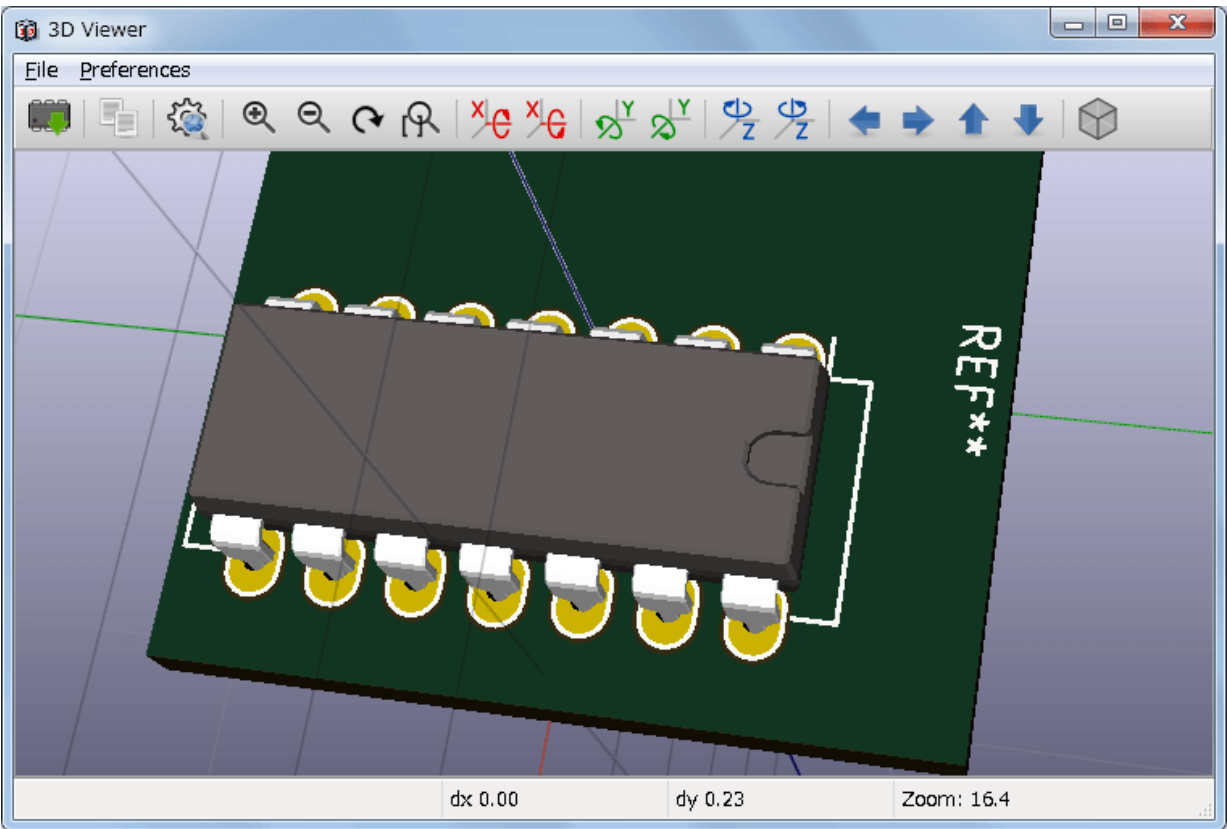 3D Viewer
File Preferences
X X Y Y Z Z
REF**
dx 0.00 dy 0.23 Zoom: 16.4